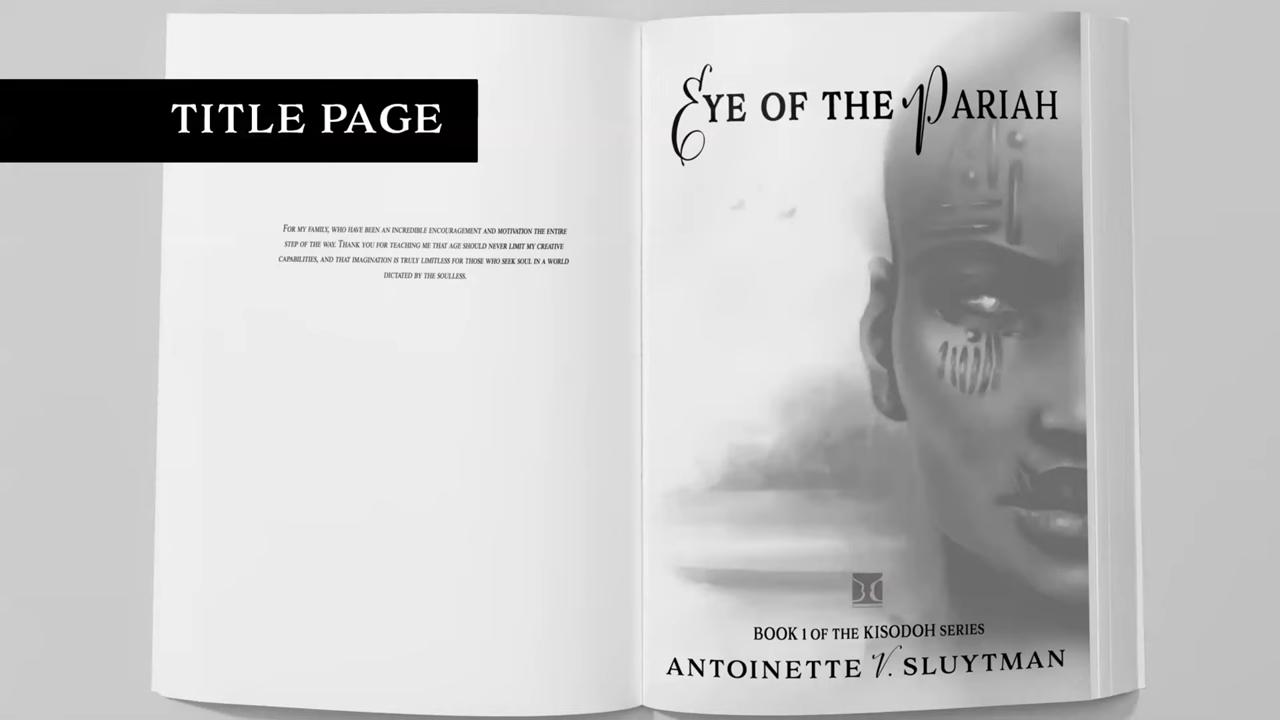 TITLE PAGE
FOR MY FAMILY, WHO HAVE BEEN AN INCREDIBLE ENCOURAGEMENT AND MOTIVATION THE ENTIRE
STEP OF THE WAY. THANK YOU FOR TEACHING ME THAT AGE SHOULD NEVER LIMIT MY CREATIVE
CAPABILITIES, AND THAT IMAGINATION IS TRULY LIMITLESS FOR THOSE WHO SEEK SOUL IN A WORLD
DICTATED BY THE SOULLESS.
EYE OF THE PARIAH
BOOK 1 OF THE KISODOH SERIES
ANTOINETTE V. SLUYTMAN